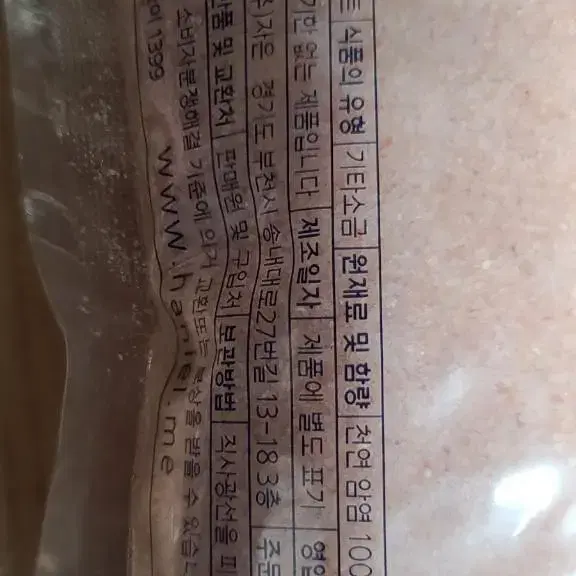 식품의 유형 기타소금 원재료 및 함량 천연 암염 100
기한 없는 제품입니다 제조일자 제품에 별도 표기
경기도 부천시 송내대로27번길 13-18 3층 주문
품 및 교환처 판매원 및 구입처 보관방법 직사광선을 피
소비자분쟁해결 기준에 의거 교환또는 보상을 받을 수 있습니
www.haniel.me
1399